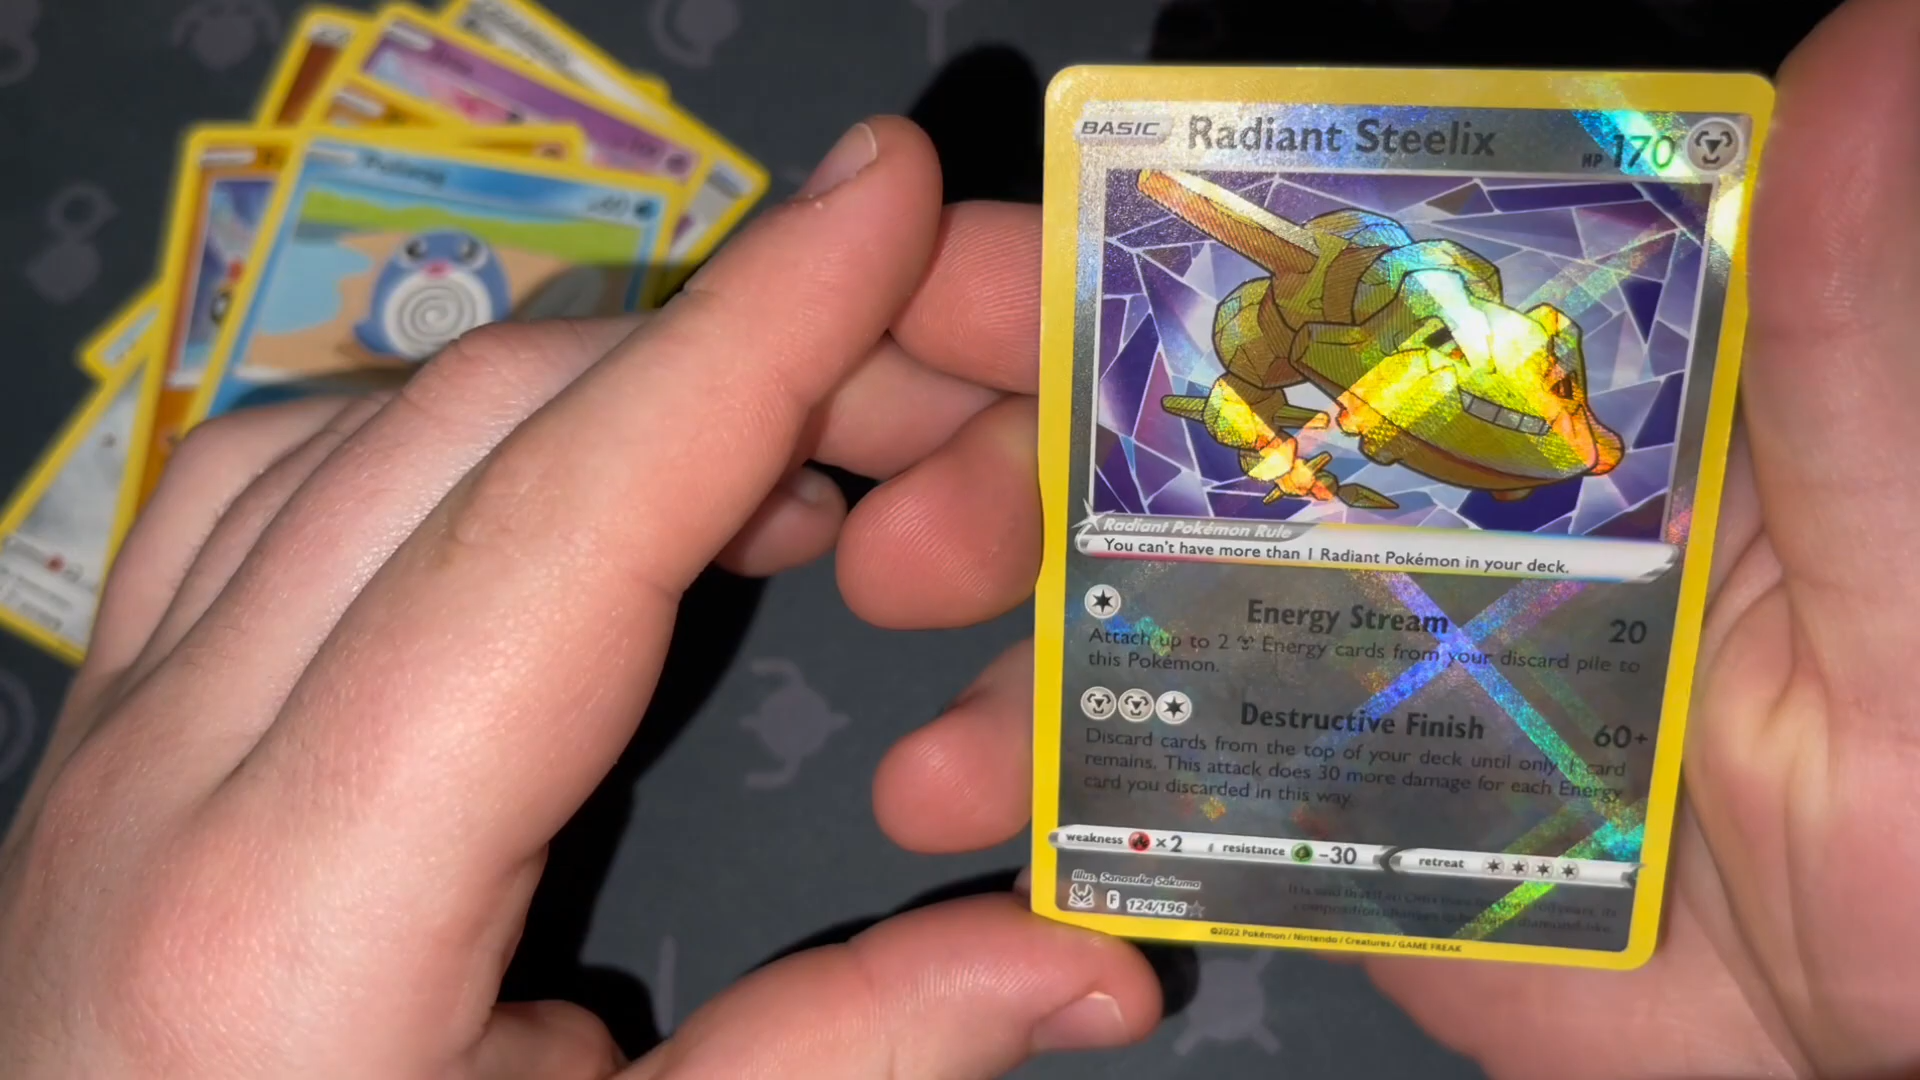 BASIC Radiant Steelix HP 170
Radiant Pokémon Rule
You can't have more than 1 Radiant Pokémon in your deck.
Energy Stream 20
Attach up to 2 Energy cards from your discard pile to
this Pokémon.
Destructive Finish 60+
Discard cards from the top of your deck until only 1 card
remains. This attack does 30 more damage for each Energy
card you discarded in this way.
weakness ×2 resistance -30 retreat
Illus. Sanosuke Sakuma
F 124/196
©2022 Pokémon / Nintendo / Creatures / GAME FREAK
Poliwag 60